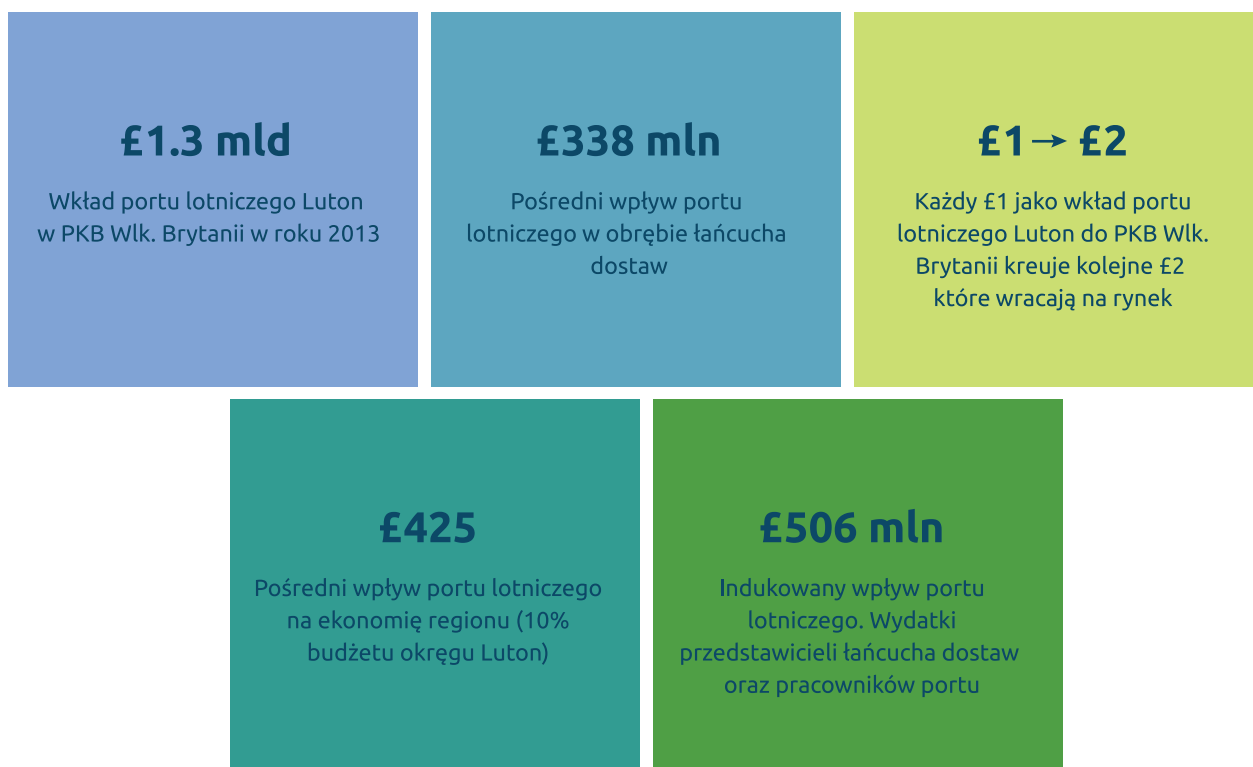 £1.3 mld
Wkład portu lotniczego Luton
w PKB Wlk. Brytanii w roku 2013
£338 mln
Pośredni wpływ portu
lotniczego w obrębie łańcucha
dostaw
£1→ £2
Każdy £1 jako wkład portu
lotniczego Luton do PKB Wlk.
Brytanii kreuje kolejne £2
które wracają na rynek
£425
Pośredni wpływ portu lotniczego
na ekonomię regionu (10%
budżetu okręgu Luton)
£506 mln
Indukowany wpływ portu
lotniczego. Wydatki
przedstawicieli łańcucha dostaw
oraz pracowników portu